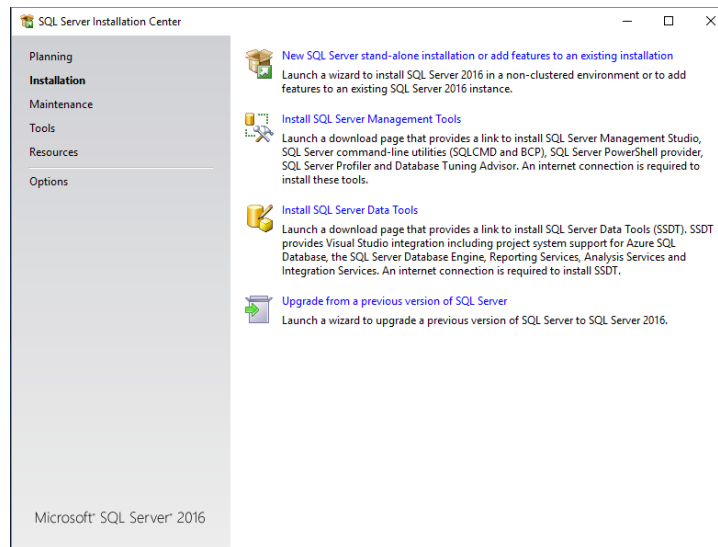 SQL Server Installation Center
Planning
Installation
Maintenance
Tools
Resources
Options
New SQL Server stand-alone installation or add features to an existing installation
Launch a wizard to install SQL Server 2016 in a non-clustered environment or to add
features to an existing SQL Server 2016 instance.
Install SQL Server Management Tools
Launch a download page that provides a link to install SQL Server Management Studio,
SQL Server command-line utilities (SQLCMD and BCP), SQL Server PowerShell provider,
SQL Server Profiler and Database Tuning Advisor. An internet connection is required to
install these tools.
Install SQL Server Data Tools
Launch a download page that provides a link to install SQL Server Data Tools (SSDT). SSDT
provides Visual Studio integration including project system support for Azure SQL
Database, the SQL Server Database Engine, Reporting Services, Analysis Services and
Integration Services. An internet connection is required to install SSDT.
Upgrade from a previous version of SQL Server
Launch a wizard to upgrade a previous version of SQL Server to SQL Server 2016.
Microsoft® SQL Server® 2016